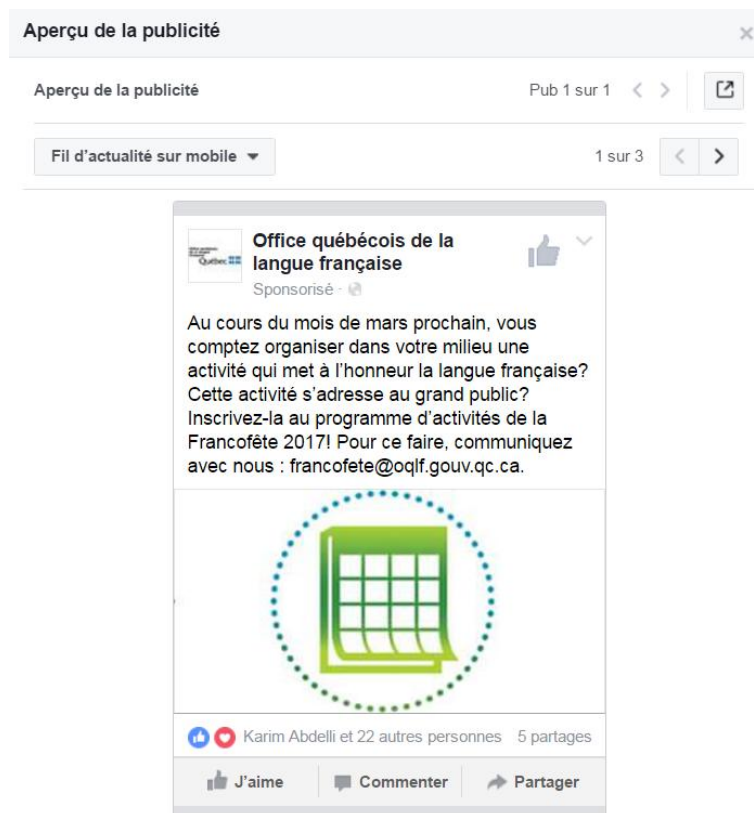 Aperçu de la publicité
Aperçu de la publicité
Pub 1 sur 1
Fil d'actualité sur mobile
1 sur 3
Office québécois de la
langue française
Québec
Sponsorisé ·
Au cours du mois de mars prochain, vous
comptez organiser dans votre milieu une
activité qui met à l'honneur la langue française?
Cette activité s'adresse au grand public?
Inscrivez-la au programme d'activités de la
Francofête 2017! Pour ce faire, communiquez
avec nous : francofete@oqlf.gouv.qc.ca.
Karim Abdelli et 22 autres personnes 5 partages
J'aime Commenter Partager